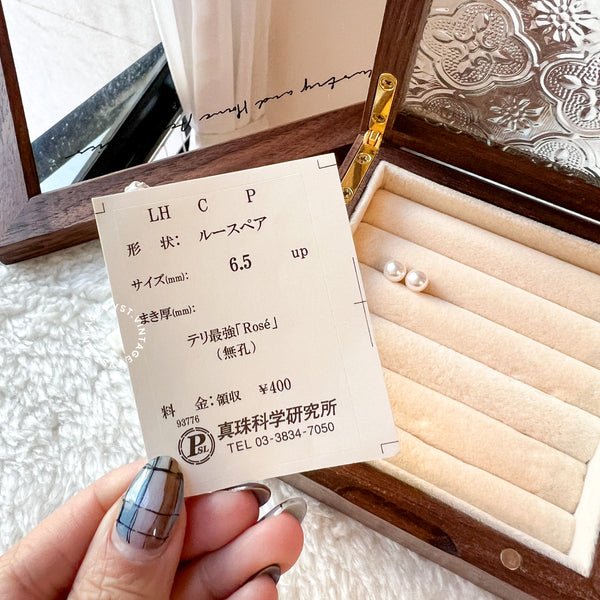 LH C P
形 状: ルースペア
サイズ(mm): 6.5 up
まき厚(mm):
テリ最強「Rosé」
(無孔)
料 金:領収 ¥400
93776
PSL
真珠科学研究所
TEL 03-3834-7050